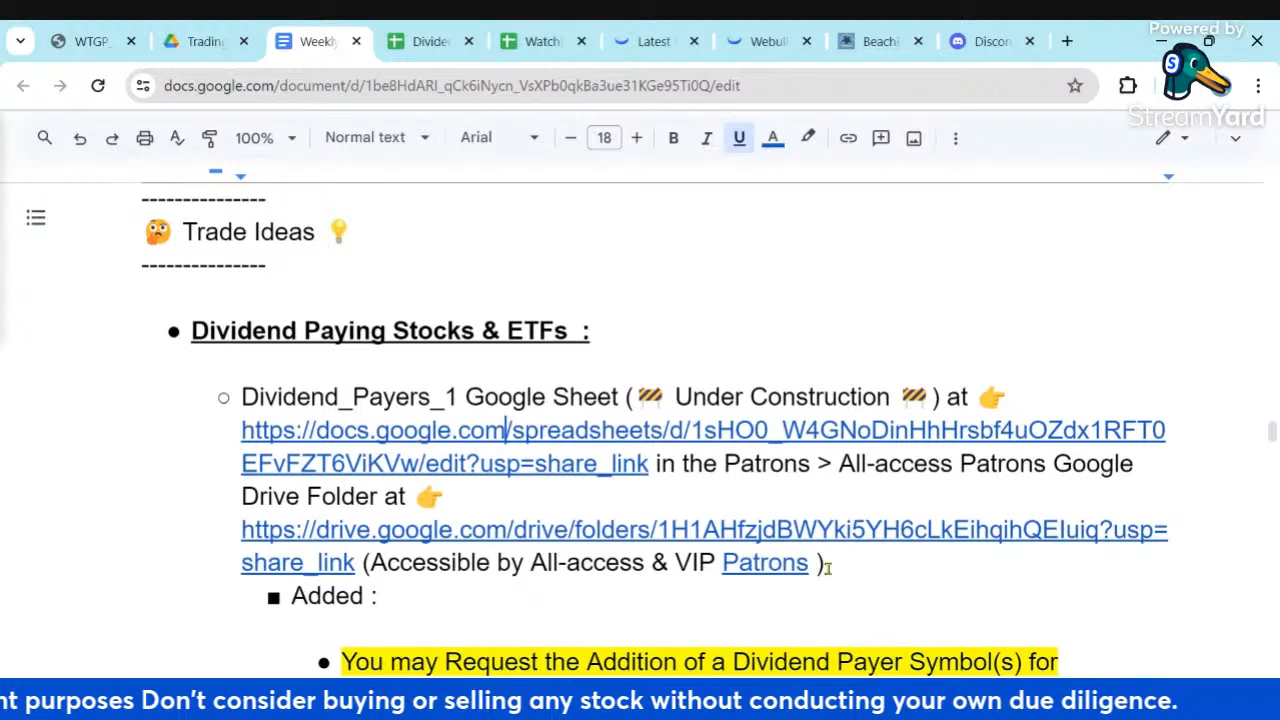 Powered by
StreamYard
WTGP_
Trading
Weekly
Divide
Watch
Latest
Webull
Beachi
Discor
docs.google.com/document/d/1be8HdARI_qCk6iNycn_VsXPb0qkBa3ue31KGe95Ti0Q/edit
100%
Normal text
Arial
18
B I U A
---------------
🤔 Trade Ideas 💡
---------------
● Dividend Paying Stocks & ETFs :
○ Dividend_Payers_1 Google Sheet (🚧 Under Construction 🚧) at 👉
https://docs.google.com/spreadsheets/d/1sHO0_W4GNoDinHhHrsbf4uOZdx1RFT0
EFvFZT6ViKVw/edit?usp=share_link in the Patrons > All-access Patrons Google
Drive Folder at 👉
https://drive.google.com/drive/folders/1H1AHfzjdBWYki5YH6cLkEihqihQEIuiq?usp=
share_link (Accessible by All-access & VIP Patrons )
■ Added :
● You may Request the Addition of a Dividend Payer Symbol(s) for
nt purposes Don't consider buying or selling any stock without conducting your own due diligence.